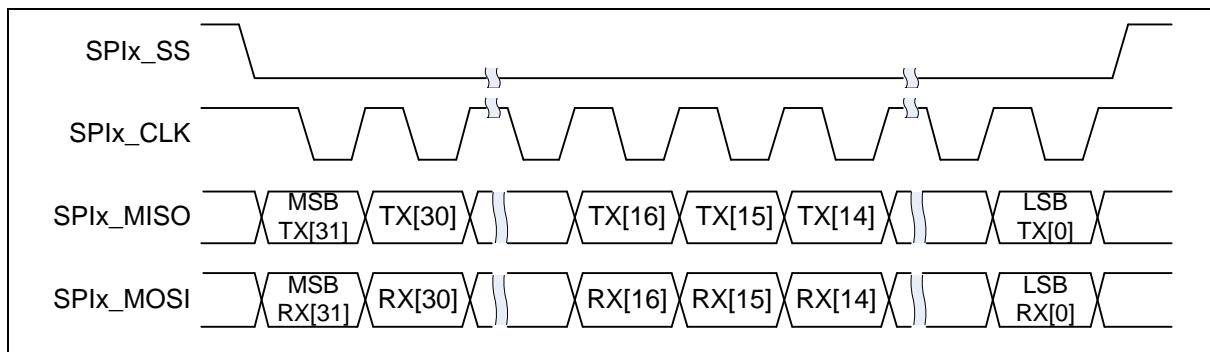 SPIx_SS
SPIx_CLK
SPIx_MISO
MSB
TX[31]
TX[30]
TX[16]
TX[15]
TX[14]
LSB
TX[0]
SPIx_MOSI
MSB
RX[31]
RX[30]
RX[16]
RX[15]
RX[14]
LSB
RX[0]